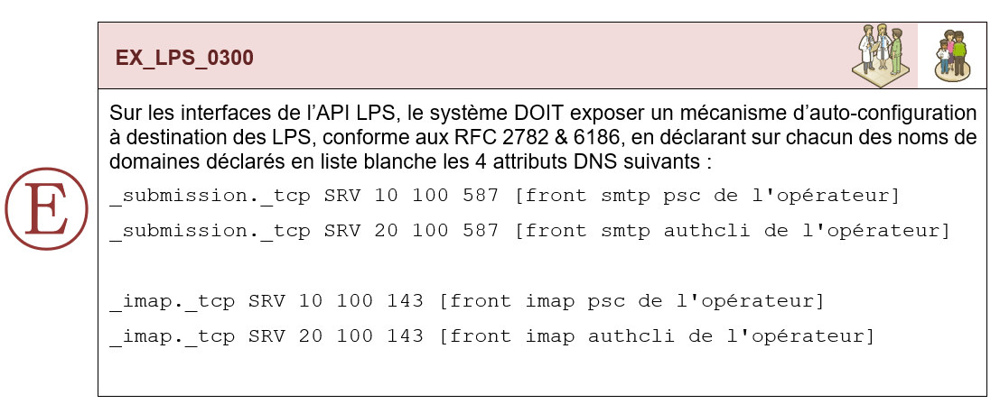 EX_LPS_0300
Sur les interfaces de l’API LPS, le système DOIT exposer un mécanisme d’auto-configuration
à destination des LPS, conforme aux RFC 2782 & 6186, en déclarant sur chacun des noms de
domaines déclarés en liste blanche les 4 attributs DNS suivants :
E
_submission._tcp SRV 10 100 587 [front smtp psc de l'opérateur]
_submission._tcp SRV 20 100 587 [front smtp authcli de l'opérateur]
_imap._tcp SRV 10 100 143 [front imap psc de l'opérateur]
_imap._tcp SRV 20 100 143 [front imap authcli de l'opérateur]